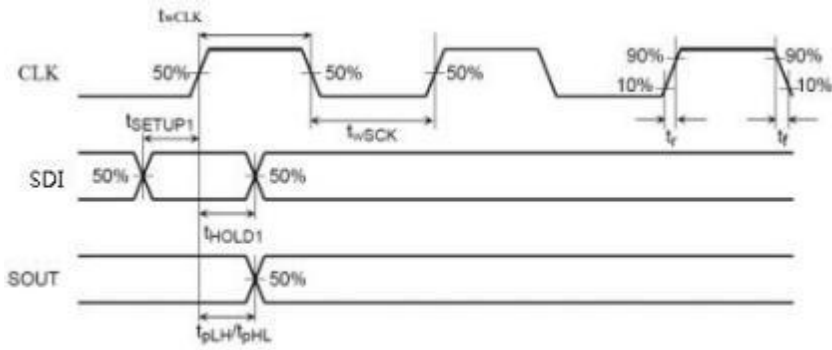 twCLK
90%
90%
CLK
50%
50%
50%
10%
10%
tSETUP1
twSCK
tr
tf
SDI
50%
50%
tHOLD1
SOUT
50%
tpLH/tpHL